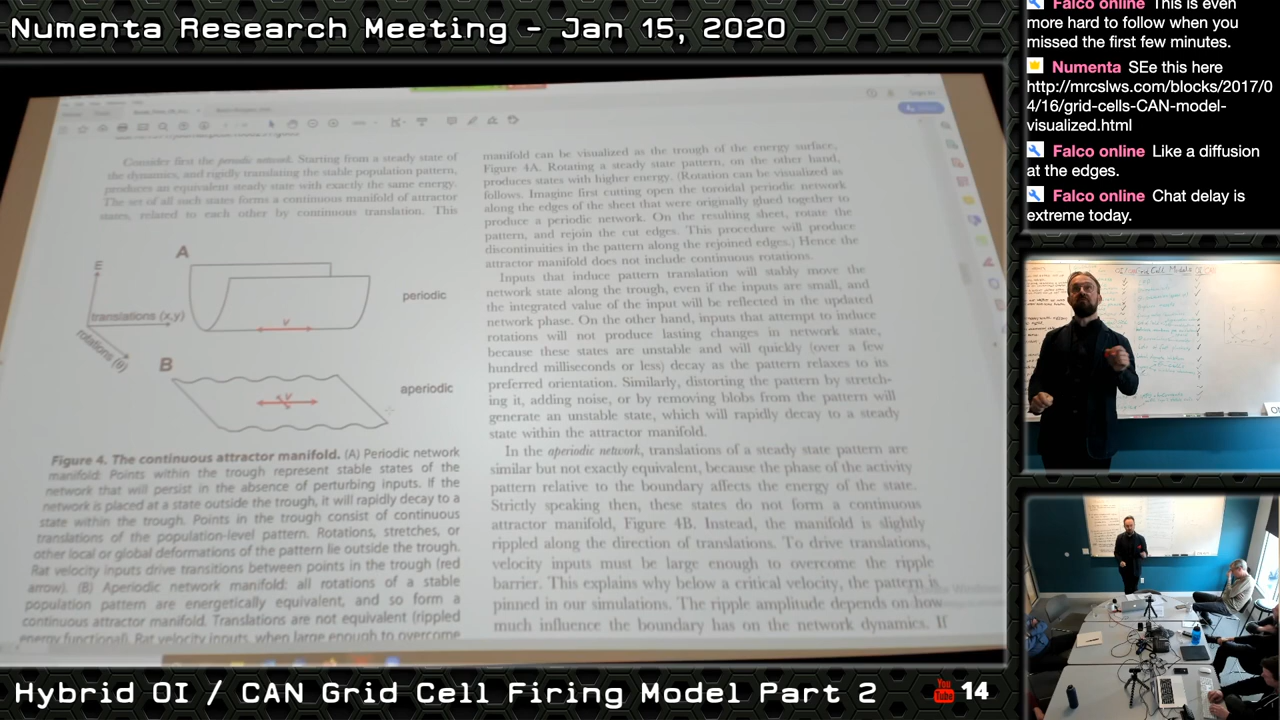 Numenta Research Meeting - Jan 15, 2020
Consider first the periodic network. Starting from a steady state of
the dynamics, and rigidly translating the stable population pattern,
produces an equivalent steady state with exactly the same energy.
The set of all such states forms a continuous manifold of attractor
states, related to each other by continuous translation. This
A
E
translations (x,y)
rotations (θ)
v
periodic
B
v
aperiodic
Figure 4. The continuous attractor manifold. (A) Periodic network
manifold: Points within the trough represent stable states of the
network that will persist in the absence of perturbing inputs. If the
network is placed at a state outside the trough, it will rapidly decay to a
state within the trough. Points in the trough consist of continuous
translations of the population-level pattern. Rotations, stretches, or
other local or global deformations of the pattern lie outside the trough.
Rat velocity inputs drive transitions between points in the trough (red
arrow). (B) Aperiodic network manifold: all rotations of a stable
population pattern are energetically equivalent, and so form a
continuous attractor manifold. Translations are not equivalent (rippled
energy functional). Rat velocity inputs, when large enough to overcome
manifold can be visualized as the trough of the energy surface,
Figure 4A. Rotating a steady state pattern, on the other hand,
produces states with higher energy. (Rotation can be visualized as
follows. Imagine first cutting open the toroidal periodic network
along the edges of the sheet that were originally glued together to
produce a periodic network. On the resulting sheet, rotate the
pattern, and rejoin the cut edges. This procedure will produce
discontinuities in the pattern along the rejoined edges.) Hence the
attractor manifold does not include continuous rotations.
Inputs that induce pattern translation will stably move the
network state along the trough, even if the inputs are small, and
the integrated value of the input will be reflected in the updated
network phase. On the other hand, inputs that attempt to induce
rotations will not produce lasting changes in network state,
because these states are unstable and will quickly (over a few
hundred milliseconds or less) decay as the pattern relaxes to its
preferred orientation. Similarly, distorting the pattern by stretch-
ing it, adding noise, or by removing blobs from the pattern will
generate an unstable state, which will rapidly decay to a steady
state within the attractor manifold.
In the aperiodic network, translations of a steady state pattern are
similar but not exactly equivalent, because the phase of the activity
pattern relative to the boundary affects the energy of the state.
Strictly speaking then, these states do not form a continuous
attractor manifold, Figure 4B. Instead, the manifold is slightly
rippled along the direction of translations. To drive translations,
velocity inputs must be large enough to overcome the ripple
barrier. This explains why below a critical velocity, the pattern is
pinned in our simulations. The ripple amplitude depends on how
influence the boundary has on the network dynamics. If
Falco online This is even
more hard to follow when you
missed the first few minutes.
Numenta SEe this here
http://mrcslws.com/blocks/2017/0
4/16/grid-cells-CAN-model-
visualized.html
Falco online Like a diffusion
at the edges.
Falco online Chat delay is
extreme today.
Hybrid OI / CAN Grid Cell Firing Model Part 2
You
Tube
14